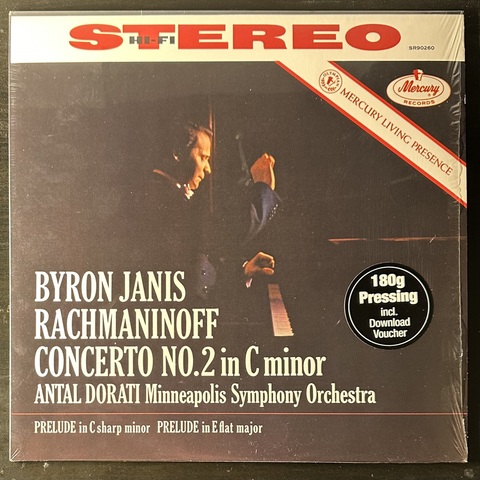 STEREO
HI-FI
SR90260
Mercury
RECORDS
MERCURY LIVING PRESENCE
BYRON JANIS
RACHMANINOFF
CONCERTO NO.2 in C minor
ANTAL DORATI Minneapolis Symphony Orchestra
PRELUDE in C sharp minor PRELUDE in E flat major
180g
Pressing
incl.
Download
Voucher